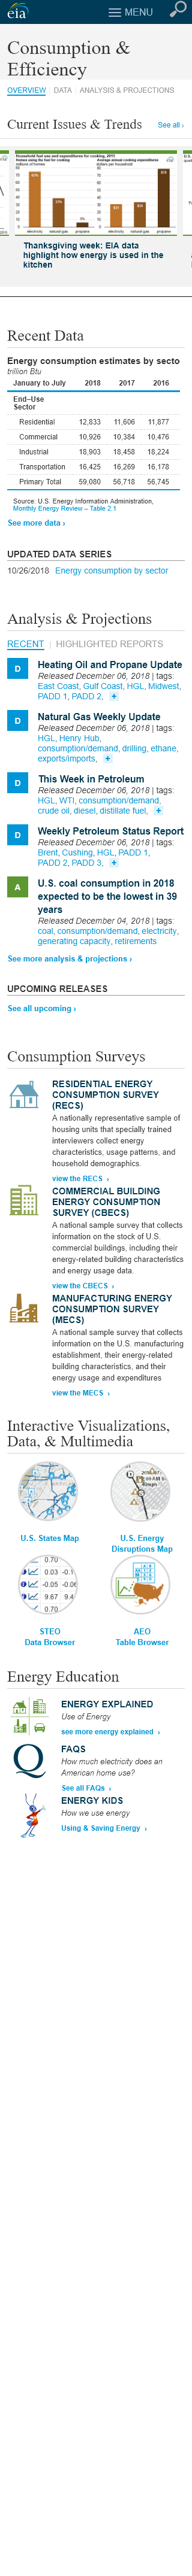 eia
MENU
Consumption &
Efficiency
OVERVIEW
DATA
ANALYSIS & PROJECTIONS
Current Issues & Trends
See all ›
Household fuel use and expenditures for cooking, 2015
homes using the fuel for cooking
millions of homes
Average annual cooking expenditures
dollars per household
electricity natural gas propane
electricity natural gas propane
Thanksgiving week: EIA data
highlight how energy is used in the
kitchen
Recent Data
Energy consumption estimates by secto
trillion Btu
January to July 2018 2017 2016
End–Use
Sector
Residential 12,833 11,606 11,877
Commercial 10,926 10,384 10,476
Industrial 18,903 18,458 18,224
Transportation 16,425 16,269 16,178
Primary Total 59,080 56,718 56,745
Source: U.S. Energy Information Administration,
Monthly Energy Review – Table 2.1
See more data ›
UPDATED DATA SERIES
10/26/2018 Energy consumption by sector
Analysis & Projections
RECENT
HIGHLIGHTED REPORTS
D
Heating Oil and Propane Update
Released December 06, 2018 | tags:
East Coast, Gulf Coast, HGL, Midwest,
PADD 1, PADD 2, +
D
Natural Gas Weekly Update
Released December 06, 2018 | tags:
HGL, Henry Hub,
consumption/demand, drilling, ethane,
exports/imports, +
D
This Week in Petroleum
Released December 06, 2018 | tags:
HGL, WTI, consumption/demand,
crude oil, diesel, distillate fuel, +
D
Weekly Petroleum Status Report
Released December 06, 2018 | tags:
Brent, Cushing, HGL, PADD 1,
PADD 2, PADD 3, +
A
U.S. coal consumption in 2018
expected to be the lowest in 39
years
Released December 04, 2018 | tags:
coal, consumption/demand, electricity,
generating capacity, retirements
See more analysis & projections ›
UPCOMING RELEASES
See all upcoming ›
Consumption Surveys
RESIDENTIAL ENERGY
CONSUMPTION SURVEY
(RECS)
A nationally representative sample of
housing units that specially trained
interviewers collect energy
characteristics, usage patterns, and
household demographics.
view the RECS ›
COMMERCIAL BUILDING
ENERGY CONSUMPTION
SURVEY (CBECS)
A national sample survey that collects
information on the stock of U.S.
commercial buildings, including their
energy-related building characteristics
and energy usage data.
view the CBECS ›
MANUFACTURING ENERGY
CONSUMPTION SURVEY
(MECS)
A national sample survey that collects
information on the U.S. manufacturing
establishment, their energy-related
building characteristics, and their
energy usage and expenditures
view the MECS ›
Interactive Visualizations,
Data, & Multimedia
U.S. States Map
U.S. Energy
Disruptions Map
0.70
0.03 -0.1
-0.05 -0.06
9.67 9.4
0.70
STEO
Data Browser
AEO
Table Browser
Energy Education
ENERGY EXPLAINED
Use of Energy
see more energy explained ›
Q
FAQS
How much electricity does an
American home use?
See all FAQs ›
ENERGY KIDS
How we use energy
Using & Saving Energy ›